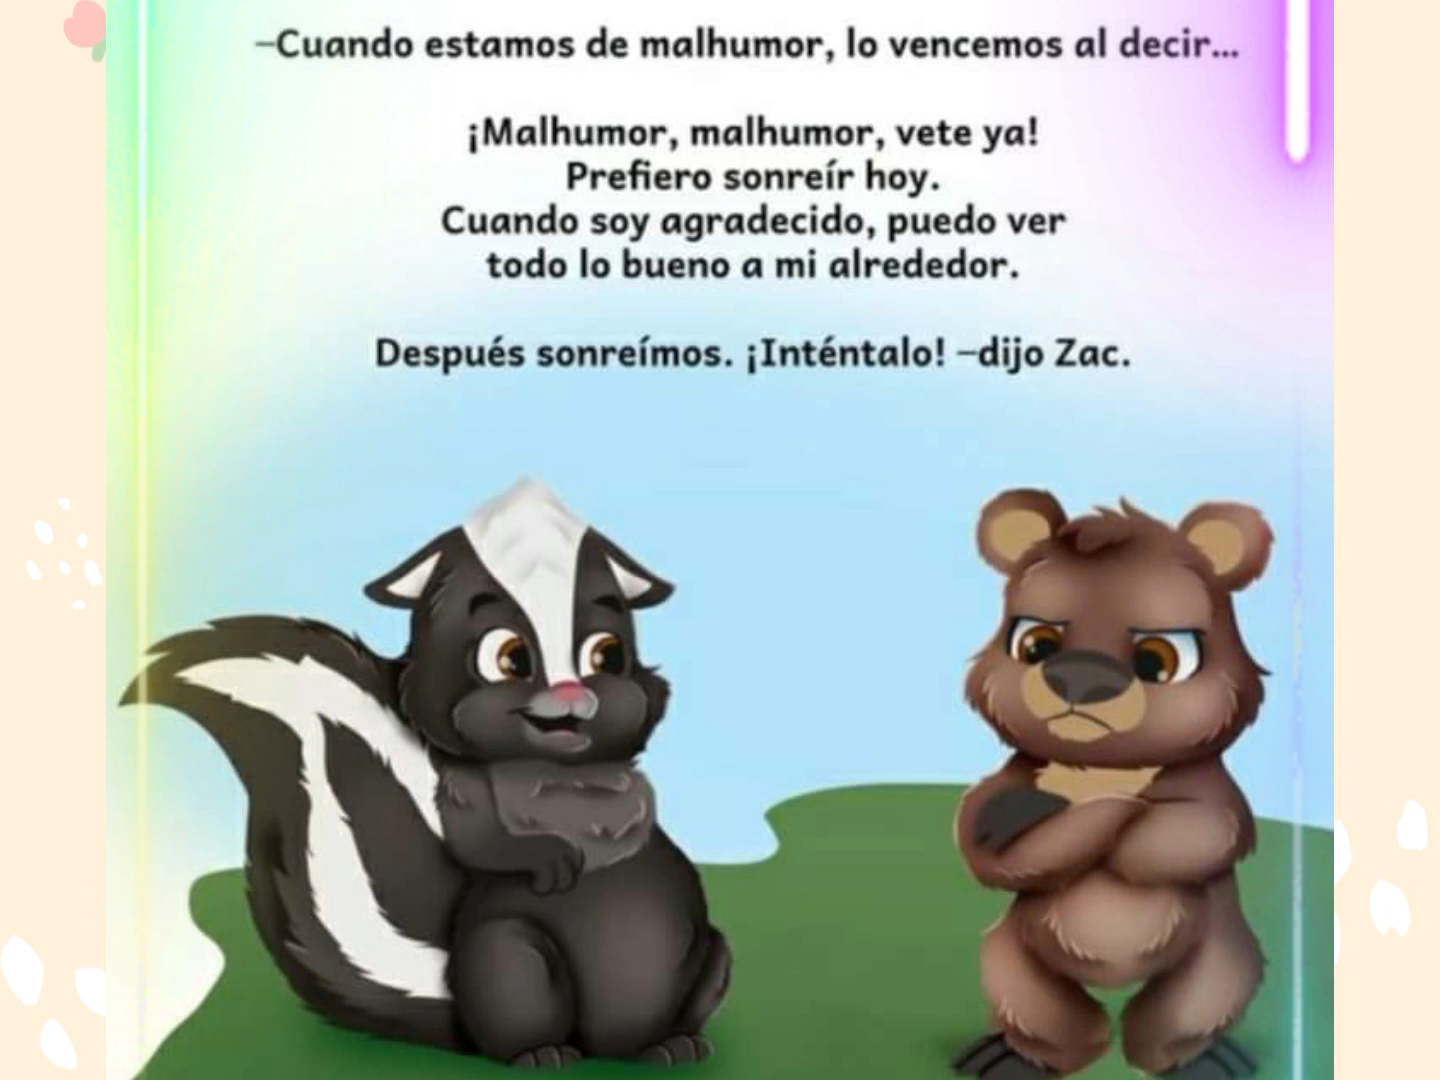 –Cuando estamos de malhumor, lo vencemos al decir...
¡Malhumor, malhumor, vete ya!
Prefiero sonreír hoy.
Cuando soy agradecido, puedo ver
todo lo bueno a mi alrededor.
Después sonreímos. ¡Inténtalo! –dijo Zac.